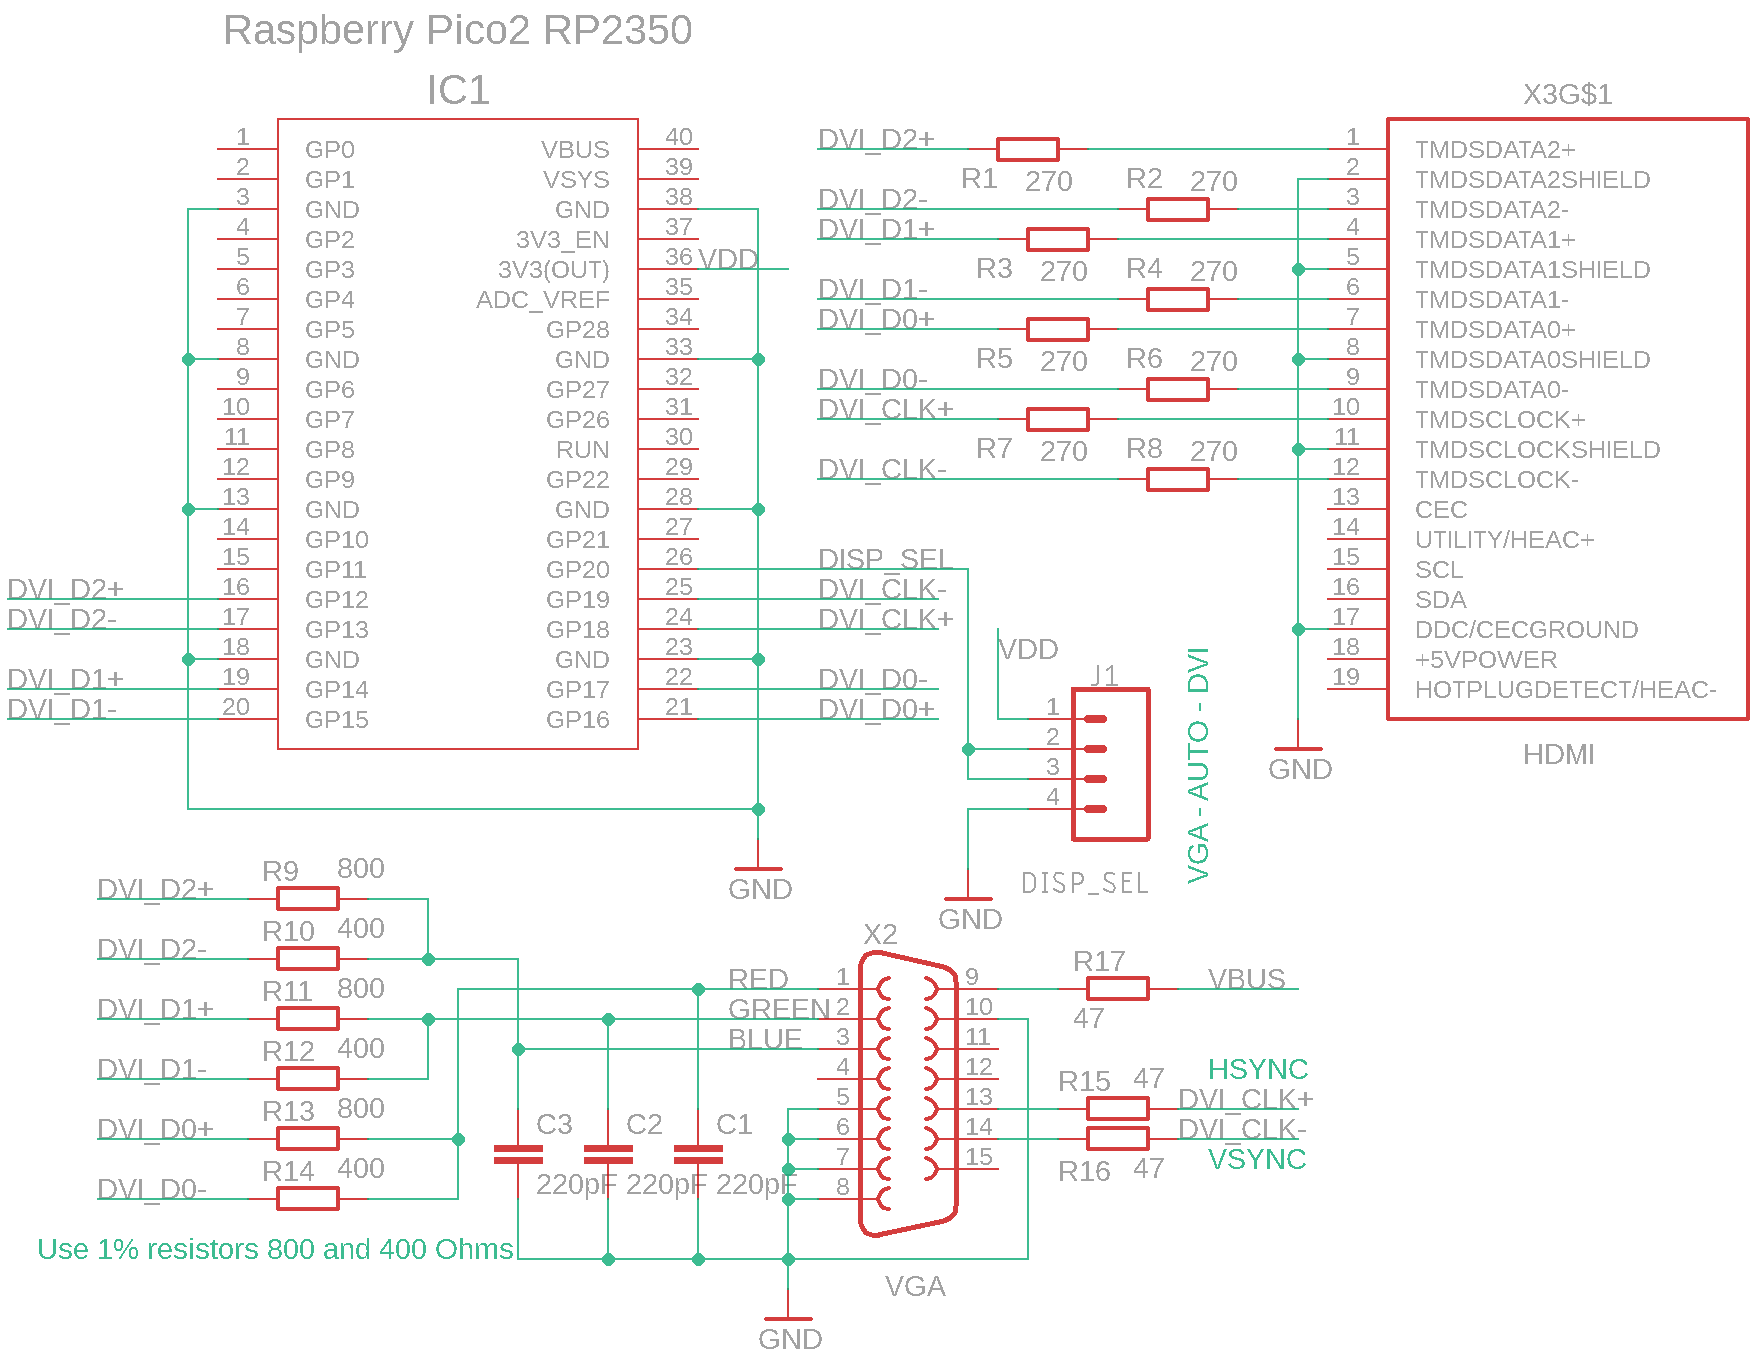 Raspberry Pico2 RP2350
IC1
1 GP0 VBUS 40
2 GP1 VSYS 39
3 GND GND 38
4 GP2 3V3_EN 37
5 GP3 3V3(OUT) 36 VDD
6 GP4 ADC_VREF 35
7 GP5 GP28 34
8 GND GND 33
9 GP6 GP27 32
10 GP7 GP26 31
11 GP8 RUN 30
12 GP9 GP22 29
13 GND GND 28
14 GP10 GP21 27
15 GP11 GP20 26 DISP_SEL
DVI_D2+ 16 GP12 GP19 25 DVI_CLK-
DVI_D2- 17 GP13 GP18 24 DVI_CLK+
18 GND GND 23
DVI_D1+ 19 GP14 GP17 22 DVI_D0-
DVI_D1- 20 GP15 GP16 21 DVI_D0+
GND
X3G$1
DVI_D2+ 1 TMDSDATA2+
R1 270 R2 270 2 TMDSDATA2SHIELD
DVI_D2- 3 TMDSDATA2-
DVI_D1+ 4 TMDSDATA1+
R3 270 R4 270 5 TMDSDATA1SHIELD
DVI_D1- 6 TMDSDATA1-
DVI_D0+ 7 TMDSDATA0+
R5 270 R6 270 8 TMDSDATA0SHIELD
DVI_D0- 9 TMDSDATA0-
DVI_CLK+ 10 TMDSCLOCK+
R7 270 R8 270 11 TMDSCLOCKSHIELD
DVI_CLK- 12 TMDSCLOCK-
13 CEC
14 UTILITY/HEAC+
15 SCL
16 SDA
17 DDC/CECGROUND
18 +5VPOWER
19 HOTPLUGDETECT/HEAC-
GND
HDMI
VDD
J1
1
2
3
4
DISP_SEL
GND
VGA - AUTO - DVI
DVI_D2+ R9 800
DVI_D2- R10 400
DVI_D1+ R11 800
DVI_D1- R12 400
DVI_D0+ R13 800
DVI_D0- R14 400
Use 1% resistors 800 and 400 Ohms
C3 C2 C1
220pF 220pF 220pF
X2
RED 1 9 R17 47 VBUS
GREEN 2 10
BLUE 3 11
4 12 HSYNC
5 13 R15 47 DVI_CLK+
6 14 R16 47 DVI_CLK-
7 15 VSYNC
8
VGA
GND